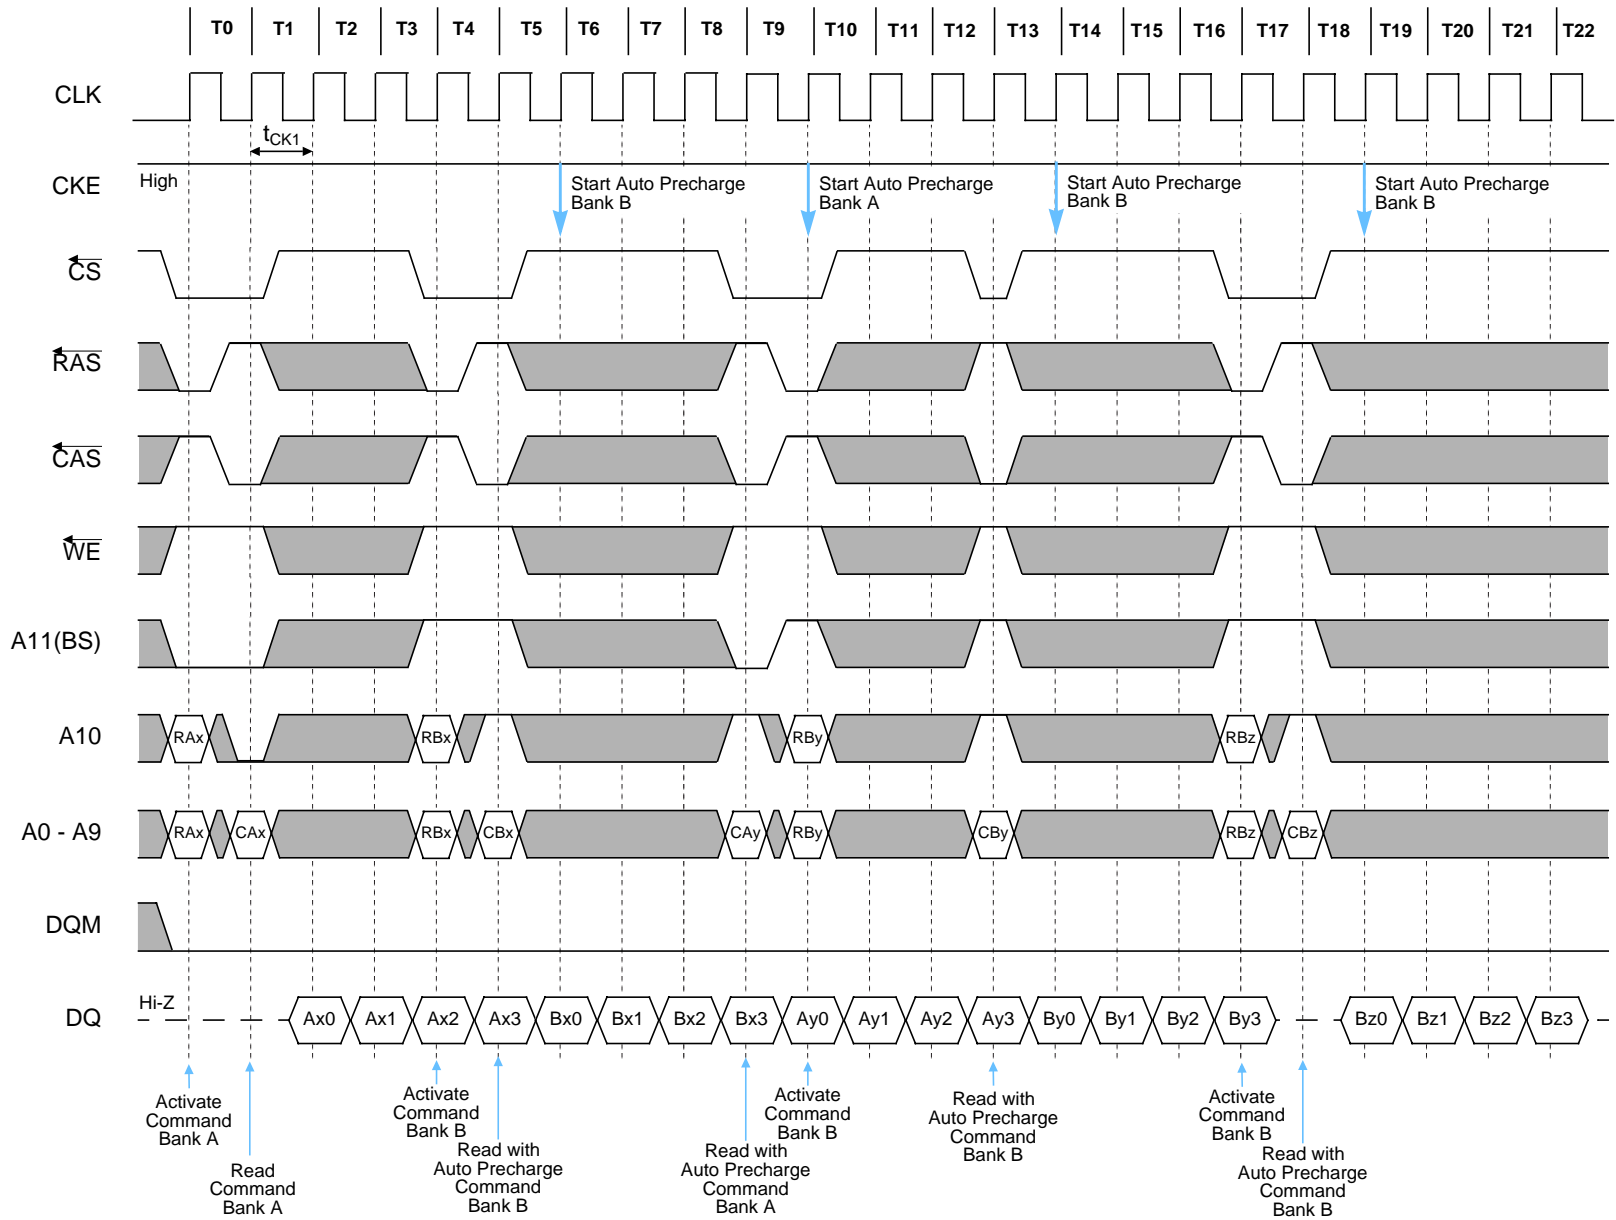 T0 T1 T2 T3 T4 T5 T6 T7 T8 T9 T10 T11 T12 T13 T14 T15 T16 T17 T18 T19 T20 T21 T22
CLK
tCK1
CKE
High
Start Auto Precharge
Bank B
Start Auto Precharge
Bank A
Start Auto Precharge
Bank B
Start Auto Precharge
Bank B
CS
RAS
CAS
WE
A11(BS)
A10 RAx RBx RBy RBz
A0 - A9 RAx CAx RBx CBx CAy RBy CBy RBz CBz
DQM
Hi-Z
DQ Ax0 Ax1 Ax2 Ax3 Bx0 Bx1 Bx2 Bx3 Ay0 Ay1 Ay2 Ay3 By0 By1 By2 By3 Bz0 Bz1 Bz2 Bz3
Activate
Command
Bank A
Read
Command
Bank A
Activate
Command
Bank B
Read with
Auto Precharge
Command
Bank B
Read with
Auto Precharge
Command
Bank A
Activate
Command
Bank B
Read with
Auto Precharge
Command
Bank B
Activate
Command
Bank B
Read with
Auto Precharge
Command
Bank B